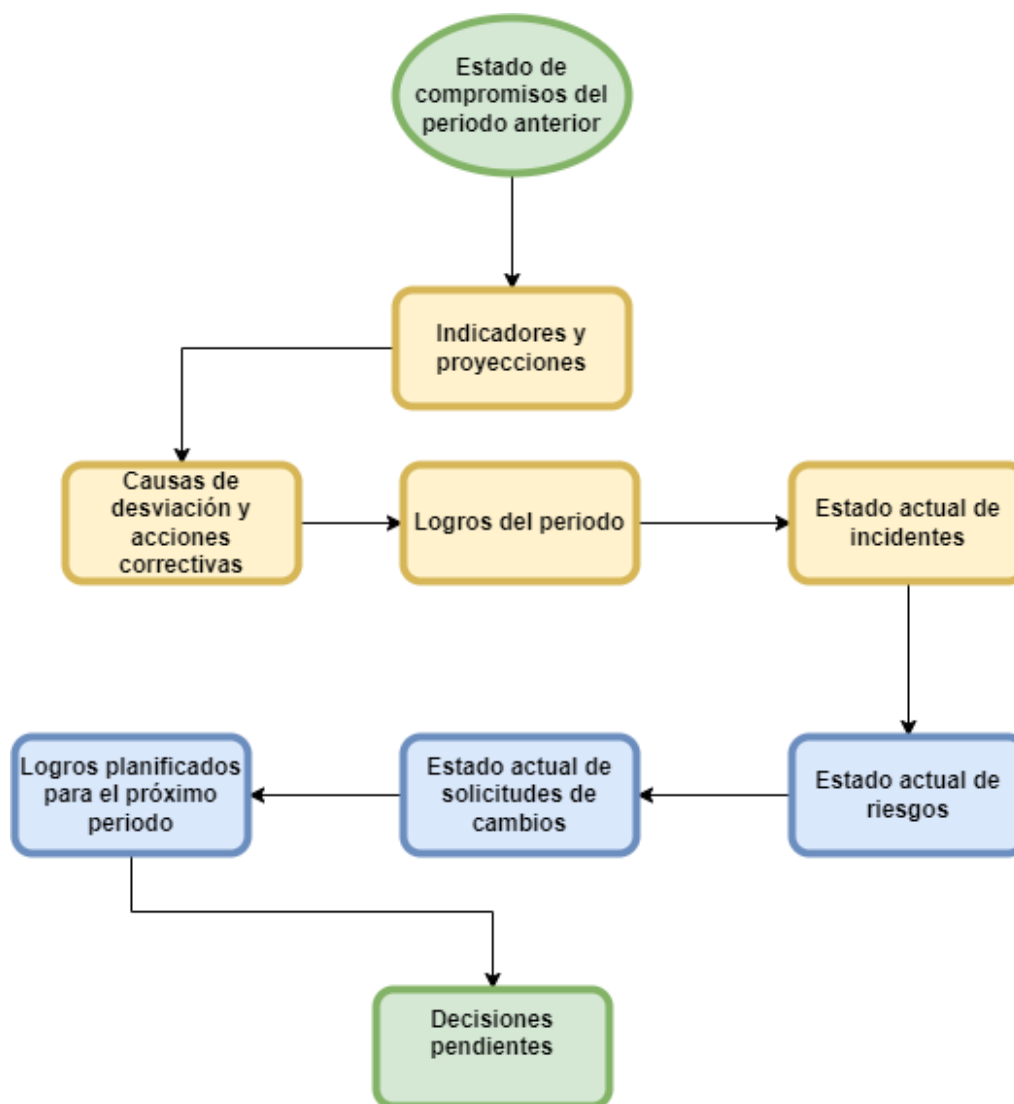 Estado de
compromisos del
periodo anterior
Indicadores y
proyecciones
Causas de
desviación y
acciones
correctivas
Logros del periodo
Estado actual de
incidentes
Estado actual de
riesgos
Estado actual de
solicitudes de
cambios
Logros planificados
para el próximo
periodo
Decisiones
pendientes